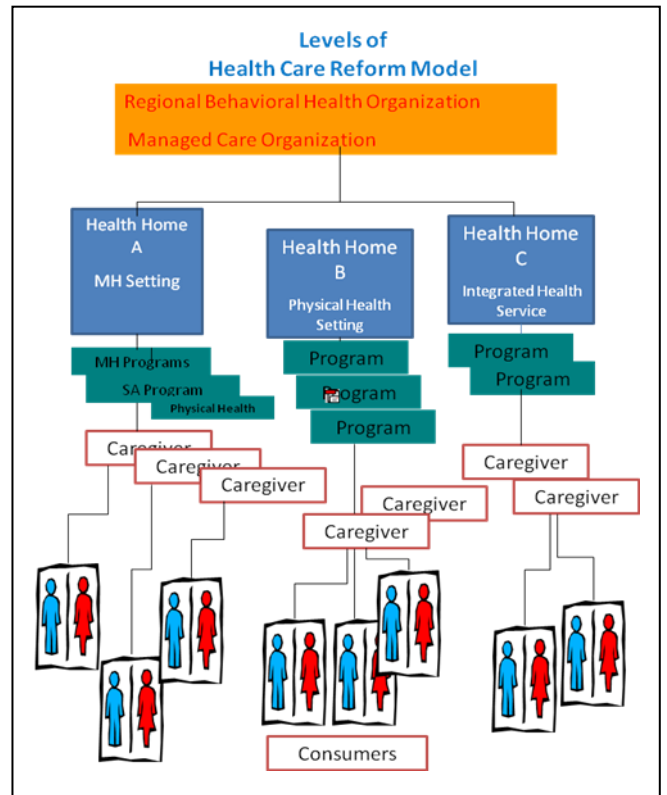 Levels of
Health Care Reform Model
Regional Behavioral Health Organization
Managed Care Organization
Health Home
A
MH Setting
Health Home
B
Physical Health
Setting
Health Home
C
Integrated Health
Service
MH Programs
SA Program
Physical Health
Program
Program
Program
Program
Program
Caregiver
Caregiver
Caregiver
Caregiver
Caregiver
Caregiver
Caregiver
Consumers